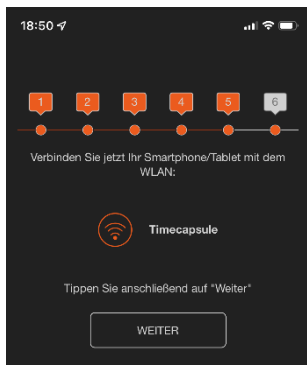 18:50
1 2 3 4 5 6
Verbinden Sie jetzt Ihr Smartphone/Tablet mit dem
WLAN:
Timecapsule
Tippen Sie anschließend auf "Weiter"
WEITER